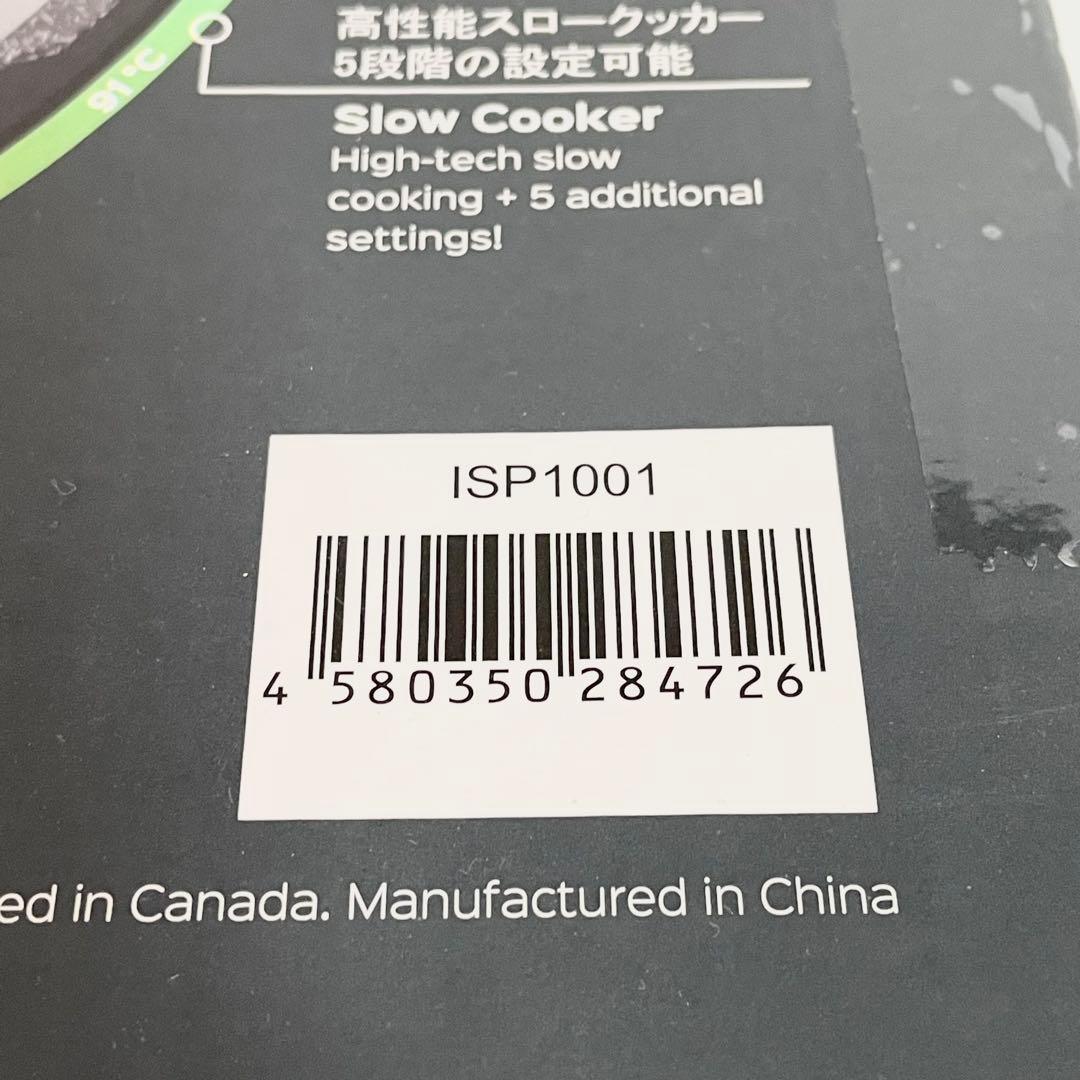 高性能スロークッカー
5段階の設定可能
91°C
Slow Cooker
High-tech slow
cooking + 5 additional
settings!
ISP1001
4 580350 284726
in Canada. Manufactured in China